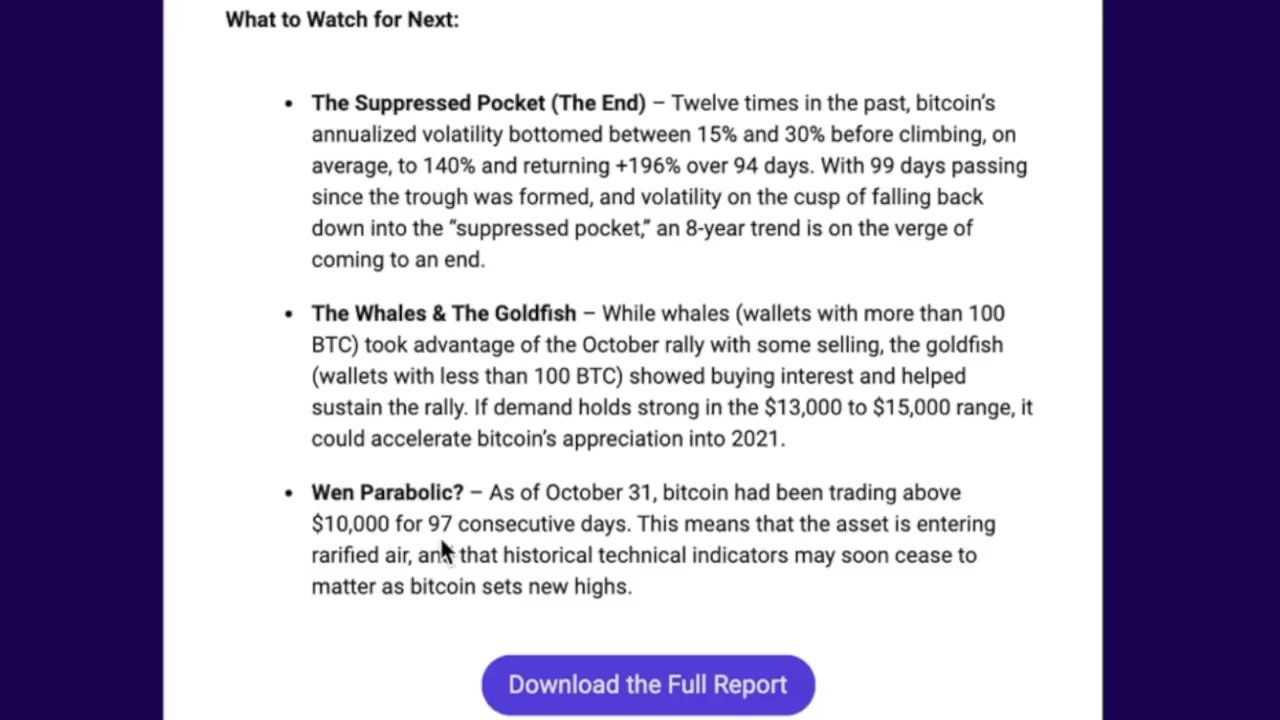 What to Watch for Next:
• The Suppressed Pocket (The End) – Twelve times in the past, bitcoin's
annualized volatility bottomed between 15% and 30% before climbing, on
average, to 140% and returning +196% over 94 days. With 99 days passing
since the trough was formed, and volatility on the cusp of falling back
down into the “suppressed pocket,” an 8-year trend is on the verge of
coming to an end.
• The Whales & The Goldfish – While whales (wallets with more than 100
BTC) took advantage of the October rally with some selling, the goldfish
(wallets with less than 100 BTC) showed buying interest and helped
sustain the rally. If demand holds strong in the $13,000 to $15,000 range, it
could accelerate bitcoin's appreciation into 2021.
• Wen Parabolic? – As of October 31, bitcoin had been trading above
$10,000 for 97 consecutive days. This means that the asset is entering
rarified air, and that historical technical indicators may soon cease to
matter as bitcoin sets new highs.
Download the Full Report